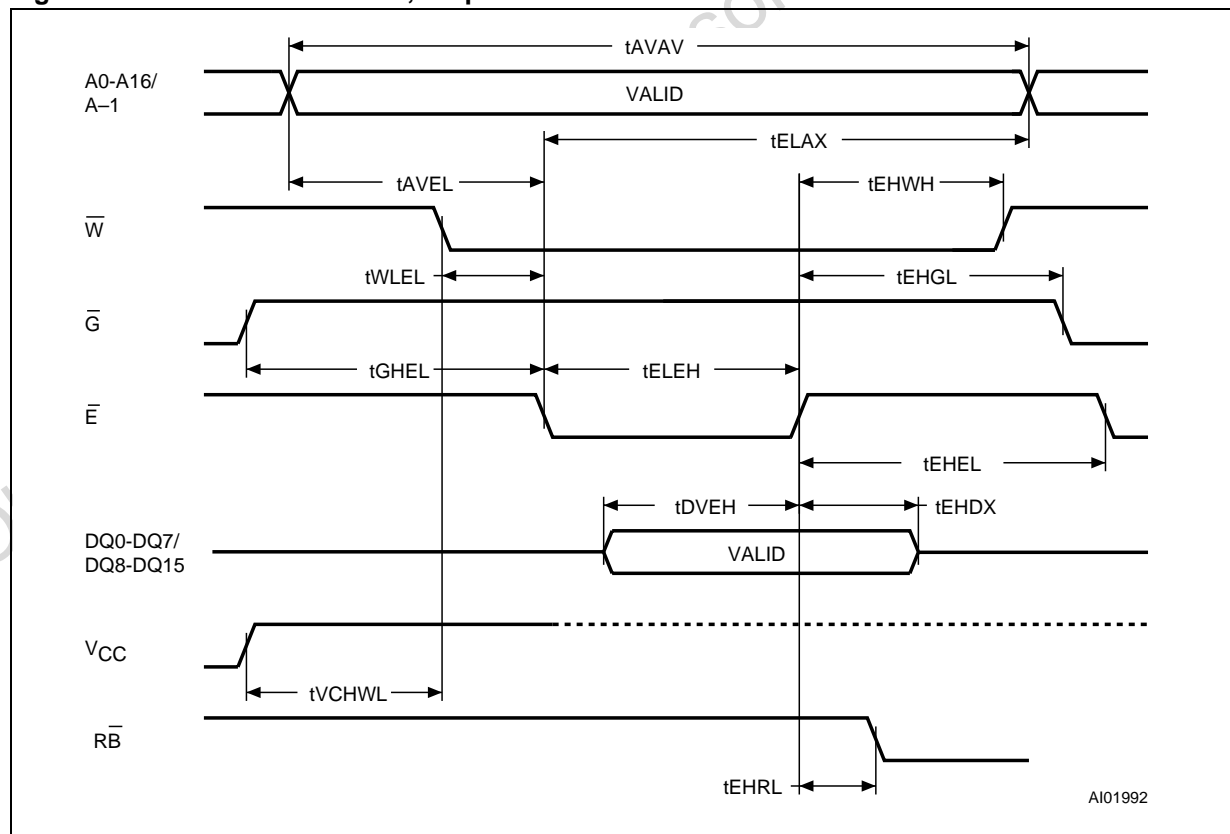 tAVAV
A0-A16/
A–1
VALID
tELAX
tAVEL
tEHWH
W̅
tWLEL
tEHGL
G̅
tGHEL
tELEH
E̅
tEHEL
tDVEH
tEHDX
DQ0-DQ7/
DQ8-DQ15
VALID
VCC
tVCHWL
RB̅
tEHRL
AI01992